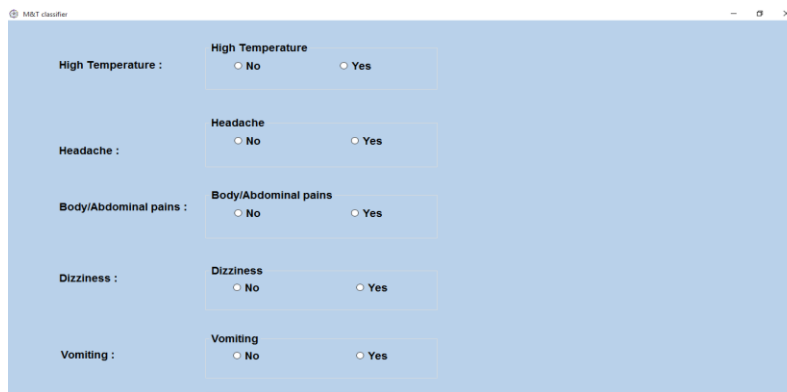 M&T classifier
High Temperature
High Temperature : No Yes
Headache
No Yes
Headache :
Body/Abdominal pains
Body/Abdominal pains : No Yes
Dizziness
Dizziness :
No Yes
Vomiting
Vomiting : No Yes